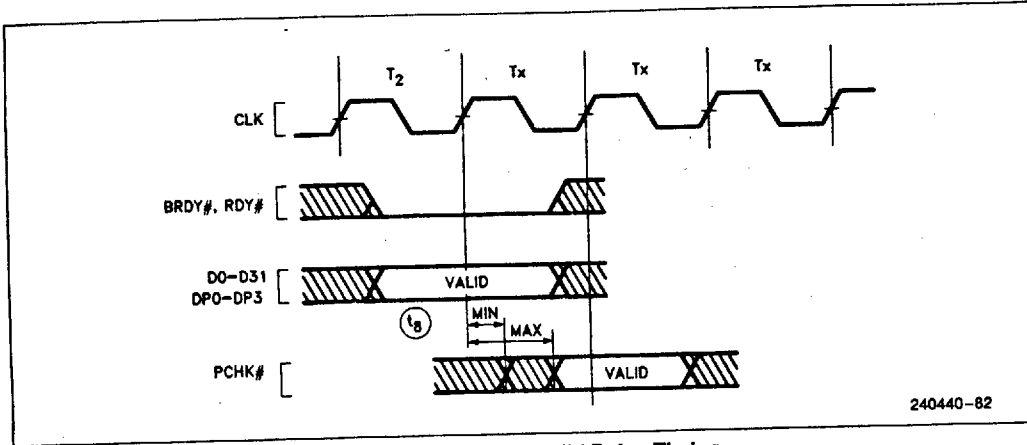 T2 Tx Tx Tx
CLK
BRDY#, RDY#
D0-D31 VALID
DP0-DP3
t8 MIN
MAX
PCHK# VALID
240440-82